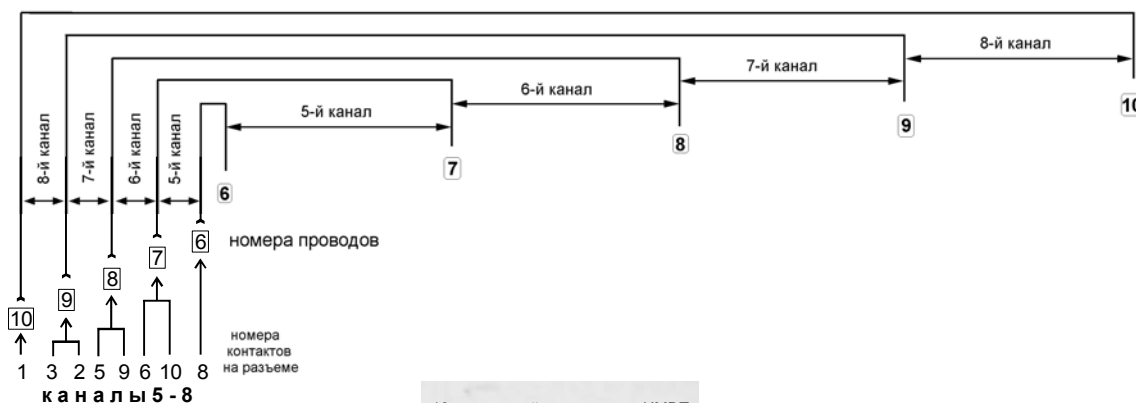 8-й канал
7-й канал
6-й канал
5-й канал
10
9
8
7
6
8-й канал
7-й канал
6-й канал
5-й канал
6
номера проводов
7
8
9
10
номера
контактов
на разъеме
1 3 2 5 9 6 10 8
каналы 5 - 8